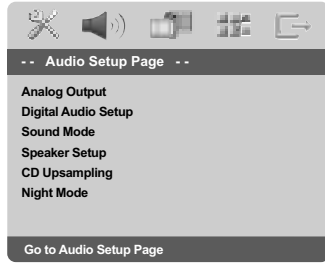 -- Audio Setup Page --
Analog Output
Digital Audio Setup
Sound Mode
Speaker Setup
CD Upsampling
Night Mode
Go to Audio Setup Page